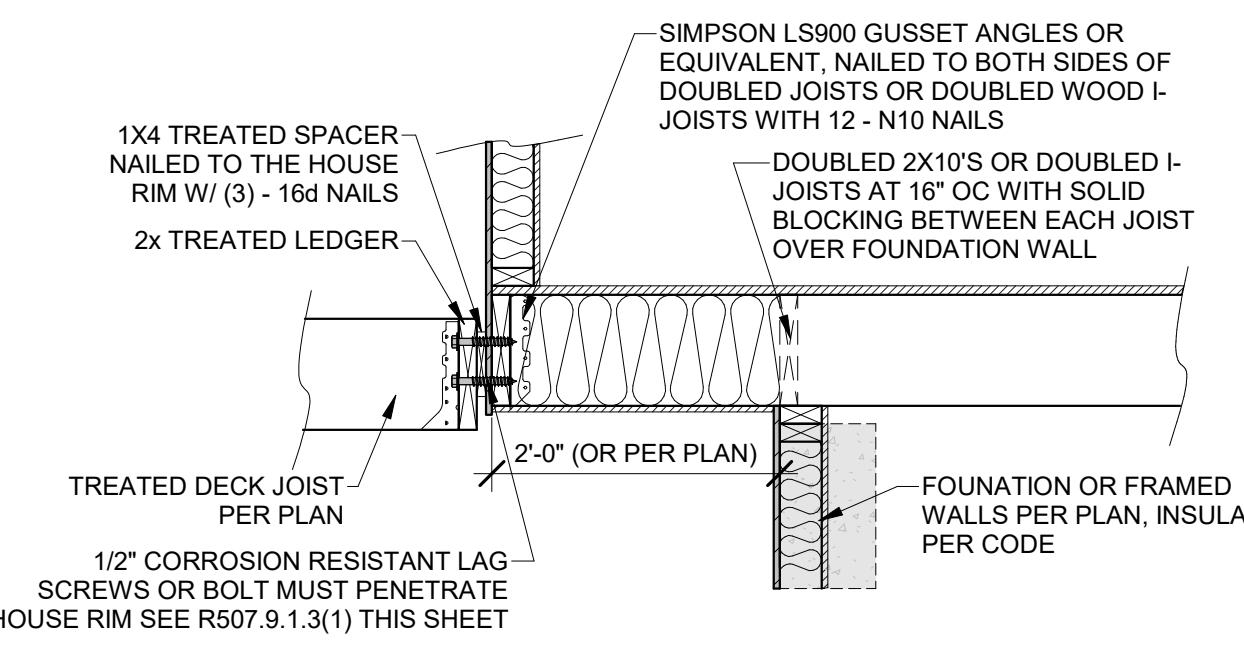 SIMPSON LS900 GUSSET ANGLES OR
EQUIVALENT, NAILED TO BOTH SIDES OF
DOUBLED JOISTS OR DOUBLED WOOD I-
JOISTS WITH 12 - N10 NAILS
1X4 TREATED SPACER
NAILED TO THE HOUSE
RIM W/ (3) - 16d NAILS
DOUBLED 2X10'S OR DOUBLED I-
JOISTS AT 16" OC WITH SOLID
BLOCKING BETWEEN EACH JOIST
OVER FOUNDATION WALL
2x TREATED LEDGER
2'-0" (OR PER PLAN)
TREATED DECK JOIST
PER PLAN
FOUNATION OR FRAMED
WALLS PER PLAN, INSULA
PER CODE
1/2" CORROSION RESISTANT LAG
SCREWS OR BOLT MUST PENETRATE
HOUSE RIM SEE R507.9.1.3(1) THIS SHEET